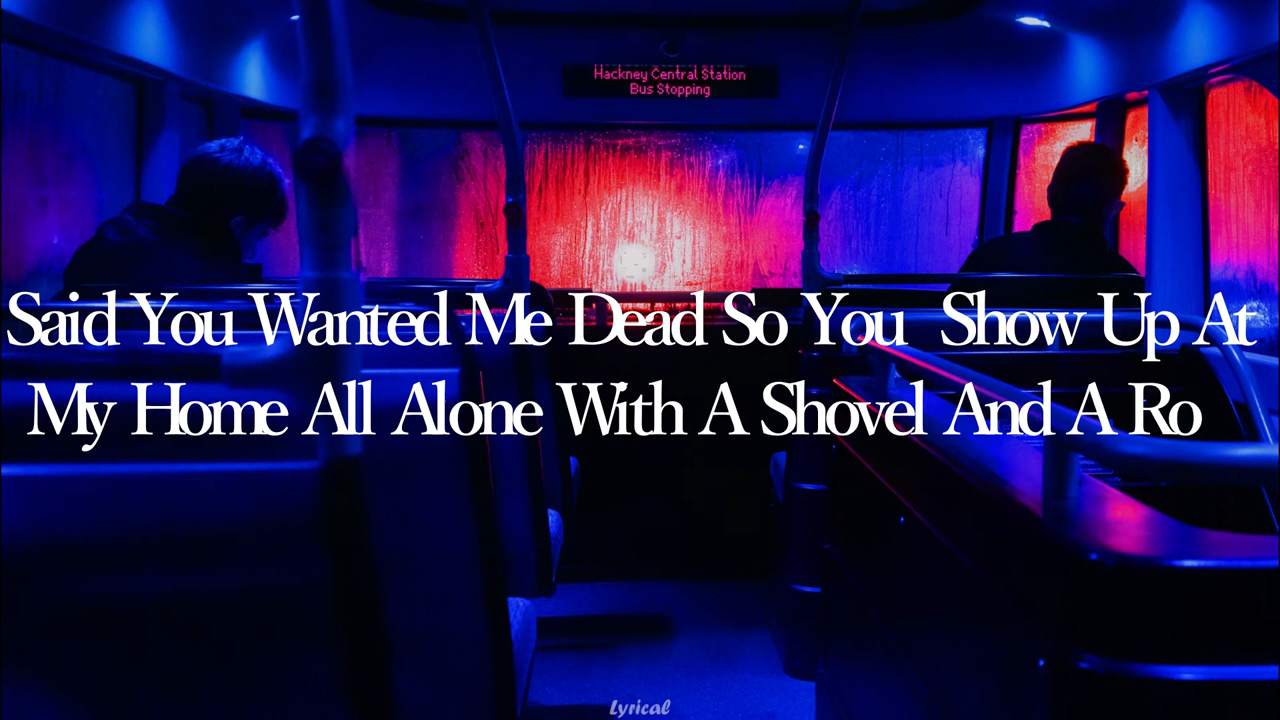 Hackney Central Station
Bus Stopping
Said You Wanted Me Dead So You Show Up At
My Home All Alone With A Shovel And A Ro
Lyrical